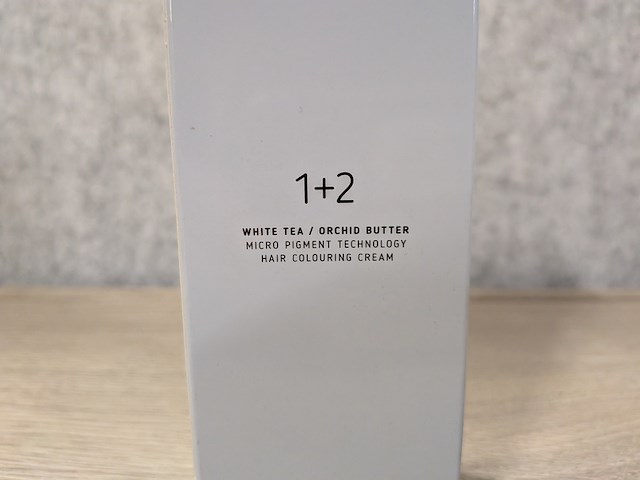 1+2
WHITE TEA / ORCHID BUTTER
MICRO PIGMENT TECHNOLOGY
HAIR COLOURING CREAM